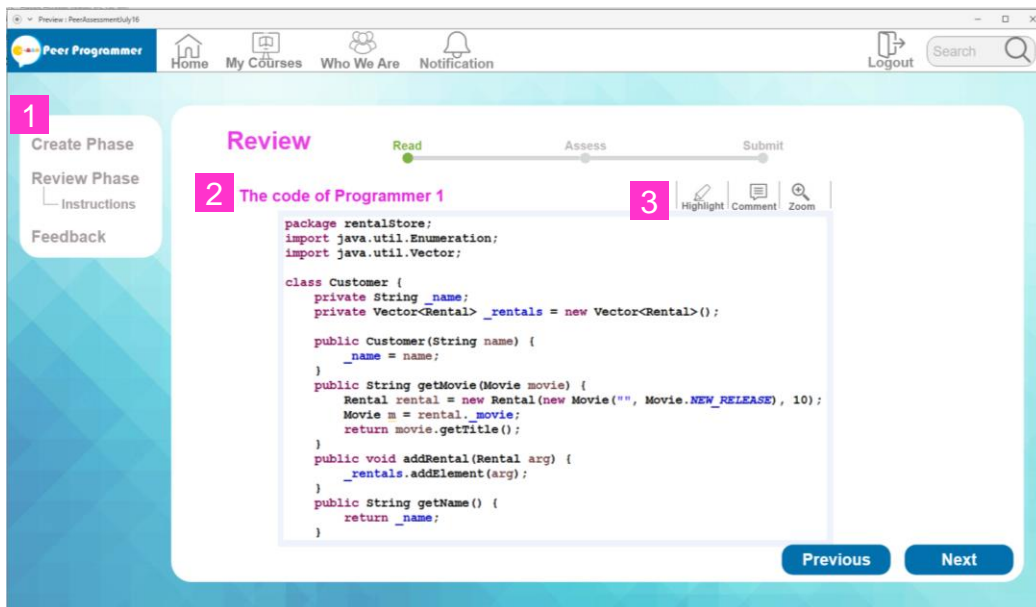 Preview : PeerAssessmentJuly16
Peer Programmer
Home
My Courses
Who We Are
Notification
Logout
Search
1
Create Phase
Review Phase
Instructions
Feedback
Review
Read
Assess
Submit
2
The code of Programmer 1
3
Highlight
Comment
Zoom
package rentalStore;
import java.util.Enumeration;
import java.util.Vector;
class Customer {
private String _name;
private Vector<Rental> _rentals = new Vector<Rental>();
public Customer(String name) {
_name = name;
}
public String getMovie(Movie movie) {
Rental rental = new Rental(new Movie("", Movie.NEW_RELEASE), 10);
Movie m = rental._movie;
return movie.getTitle();
}
public void addRental(Rental arg) {
_rentals.addElement(arg);
}
public String getName() {
return _name;
}
Previous
Next